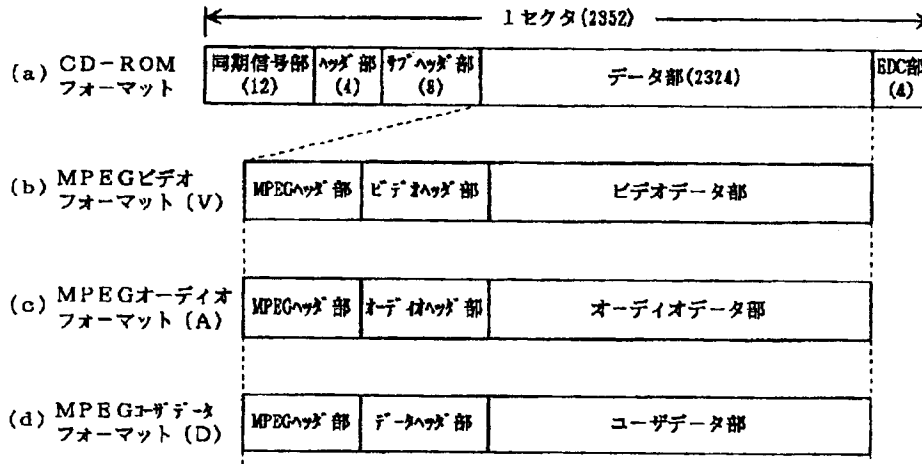 1セクタ(2352)
(a) CD-ROM
フォーマット
同期信号部
(12)
ヘッダ部
(4)
サブヘッダ部
(8)
データ部(2324)
EDC部
(4)
(b) MPEGビデオ
フォーマット(V)
MPEGヘッダ部
ビデオヘッダ部
ビデオデータ部
(c) MPEGオーディオ
フォーマット(A)
MPEGヘッダ部
オーディオヘッダ部
オーディオデータ部
(d) MPEGユーザデータ
フォーマット(D)
MPEGヘッダ部
データヘッダ部
ユーザデータ部